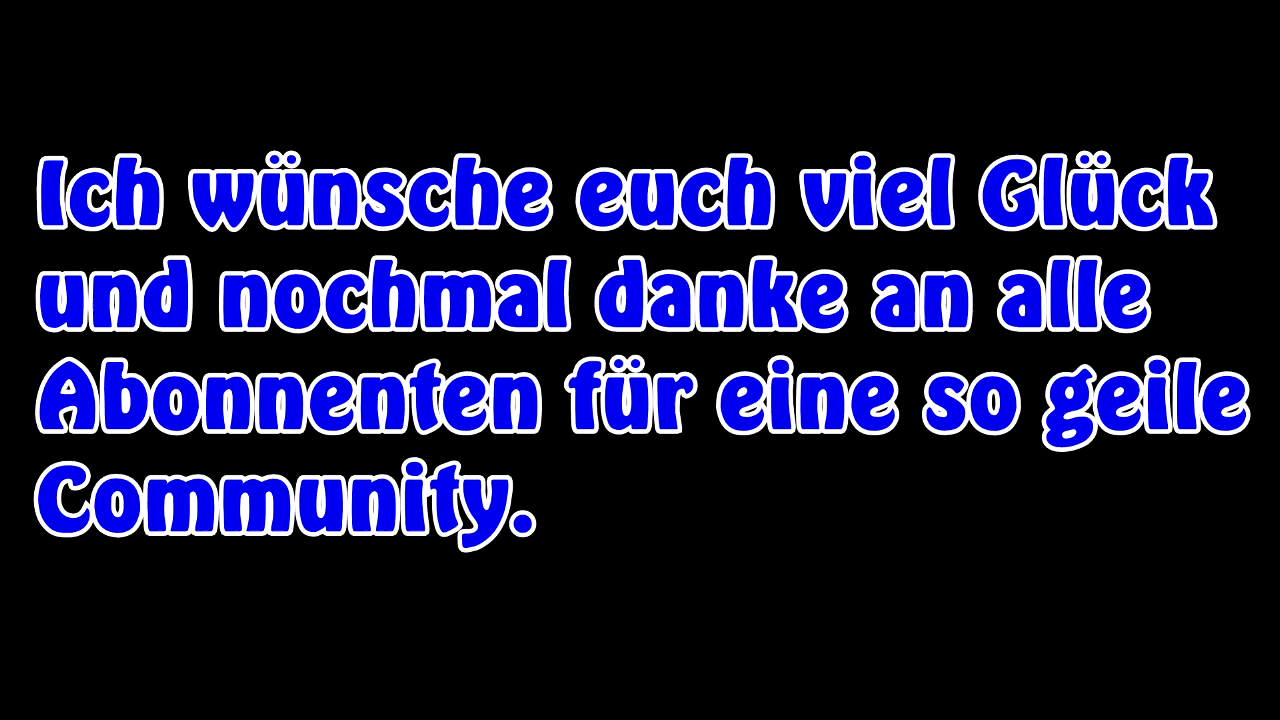 Ich wünsche euch viel Glück
und nochmal danke an alle
Abonnenten für eine so geile
Community.